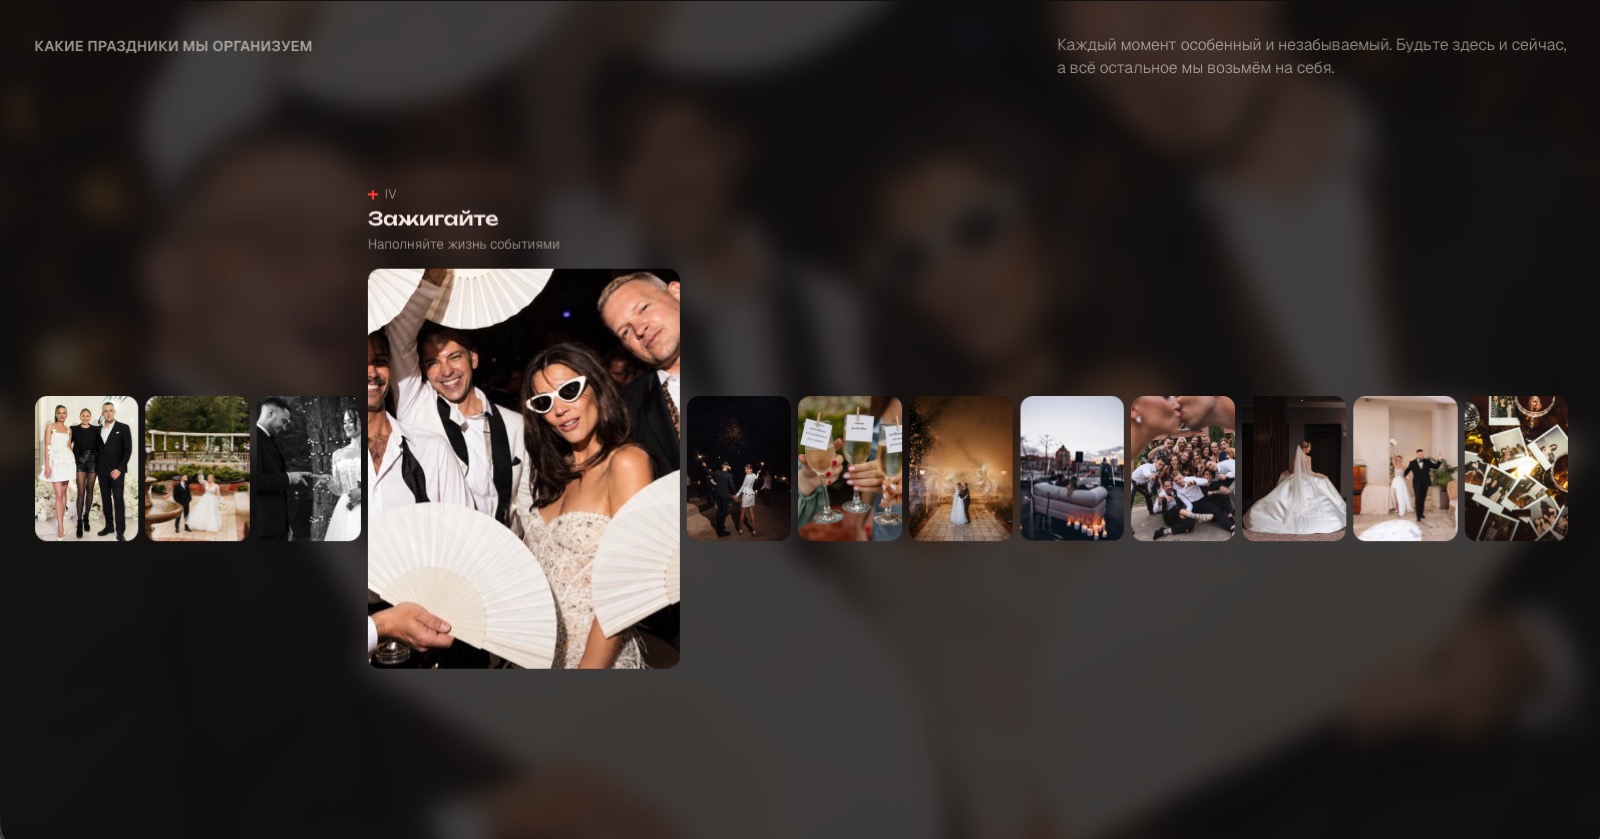 КАКИЕ ПРАЗДНИКИ МЫ ОРГАНИЗУЕМ
Каждый момент особенный и незабываемый. Будьте здесь и сейчас,
а всё остальное мы возьмём на себя.
IV
Зажигайте
Наполняйте жизнь событиями